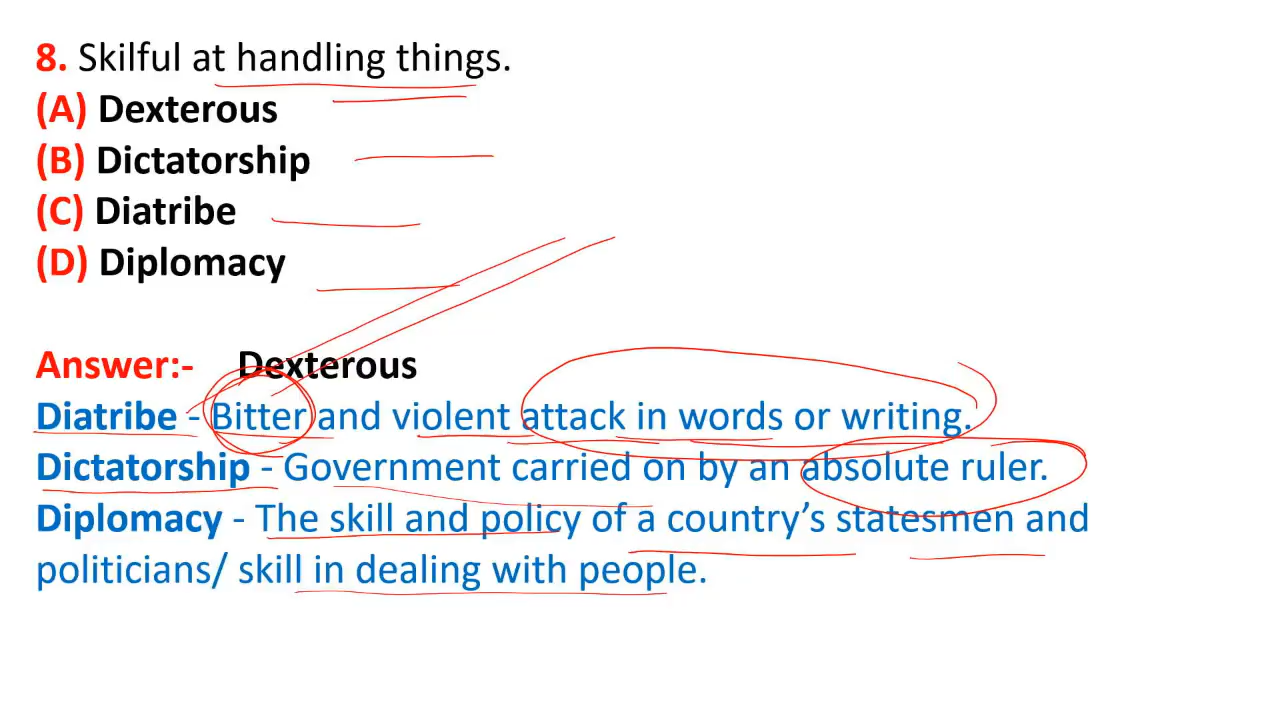 8. Skilful at handling things.
(A) Dexterous
(B) Dictatorship
(C) Diatribe
(D) Diplomacy
Answer:- Dexterous
Diatribe - Bitter and violent attack in words or writing.
Dictatorship - Government carried on by an absolute ruler.
Diplomacy - The skill and policy of a country’s statesmen and
politicians/ skill in dealing with people.